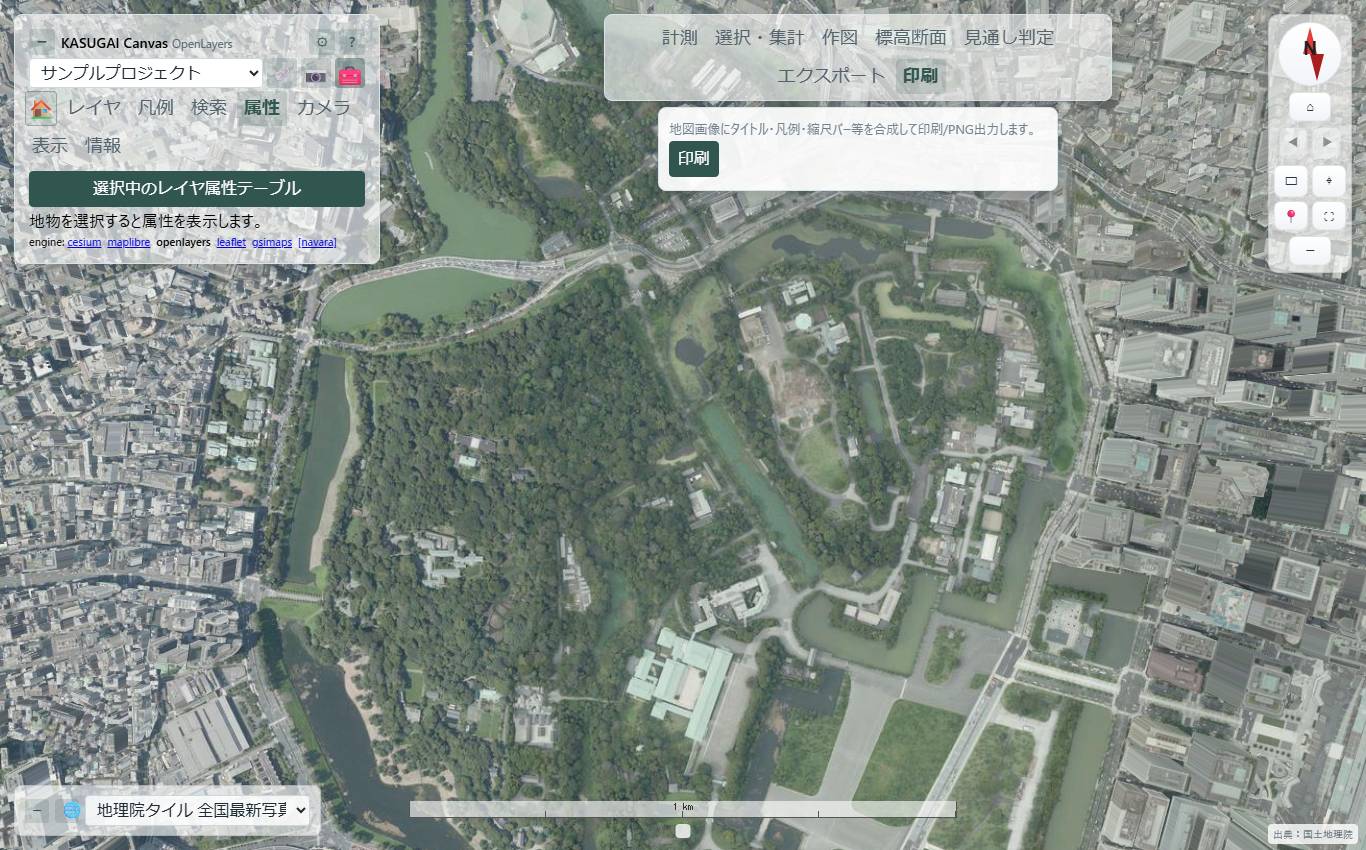 − KASUGAI Canvas OpenLayers ⚙ ?
サンプルプロジェクト
レイヤ 凡例 検索 属性 カメラ
表示 情報
選択中のレイヤ属性テーブル
地物を選択すると属性を表示します。
engine: cesium maplibre openlayers leaflet gsimaps [navara]
計測 選択・集計 作図 標高断面 見通し判定
エクスポート 印刷
地図画像にタイトル・凡例・縮尺バー等を合成して印刷/PNG出力します。
印刷
N
− 地理院タイル 全国最新写真
1 km
出典：国土地理院